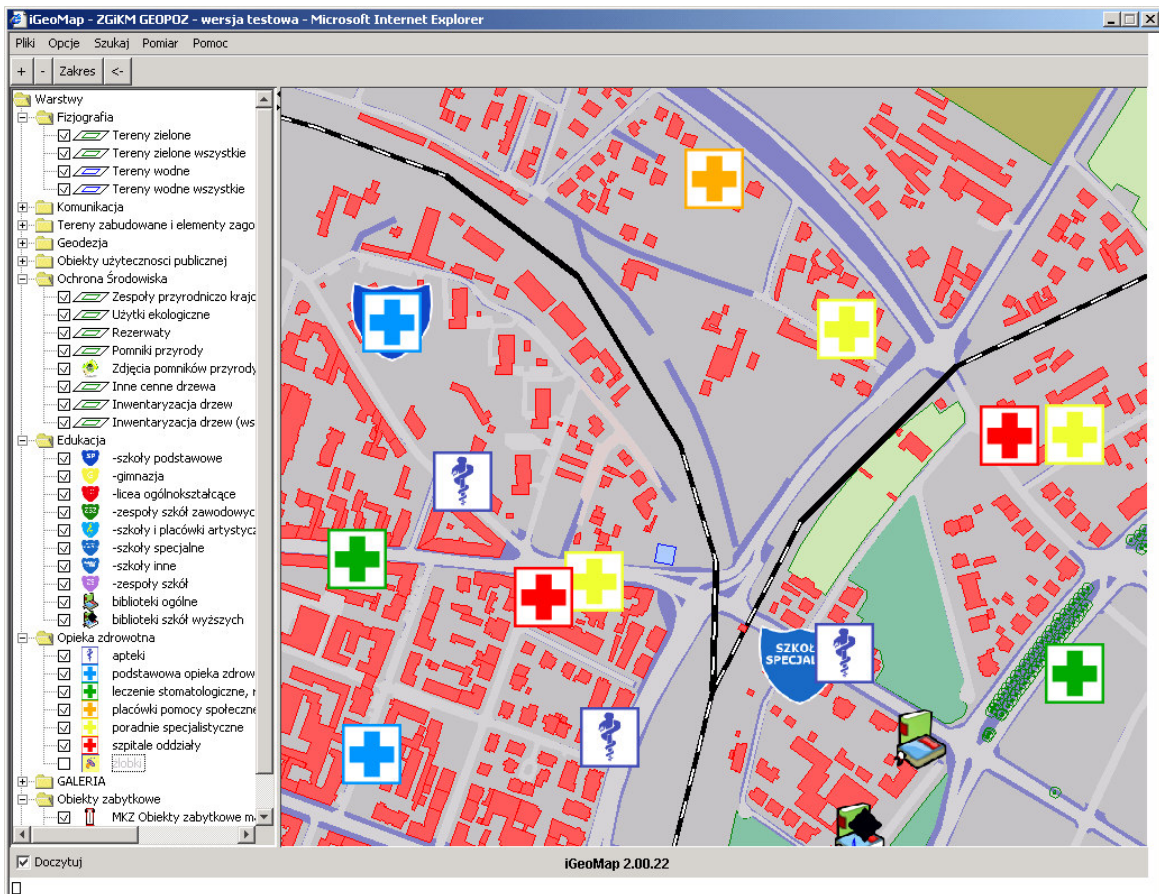 iGeoMap - ZGiKM GEOPOZ - wersja testowa - Microsoft Internet Explorer
Pliki Opcje Szukaj Pomiar Pomoc
+ - Zakres <-
Warstwy
Fizjografia
Tereny zielone
Tereny zielone wszystkie
Tereny wodne
Tereny wodne wszystkie
Komunikacja
Tereny zabudowane i elementy zago
Geodezja
Obiekty użytecznosci publicznej
Ochrona Środowiska
Zespoły przyrodniczo krajc
Użytki ekologiczne
Rezerwaty
Pomniki przyrody
Zdjęcia pomników przyrody
Inne cenne drzewa
Inwentaryzacja drzew
Inwentaryzacja drzew (ws
Edukacja
SP -szkoły podstawowe
-gimnazja
-licea ogólnokształcące
ZSZ -zespoły szkół zawodowyc
-szkoły i placówki artystycz
-szkoły specjalne
-szkoły inne
ZS -zespoły szkół
biblioteki ogólne
biblioteki szkół wyższych
Opieka zdrowotna
apteki
podstawowa opieka zdrow
leczenie stomatologiczne, r
placówki pomocy społeczne
poradnie specjalistyczne
szpitale oddziały
żłobki
GALERIA
Obiekty zabytkowe
MKZ Obiekty zabytkowe m
SZKOŁ
SPECJAL
Doczytuj
iGeoMap 2.00.22